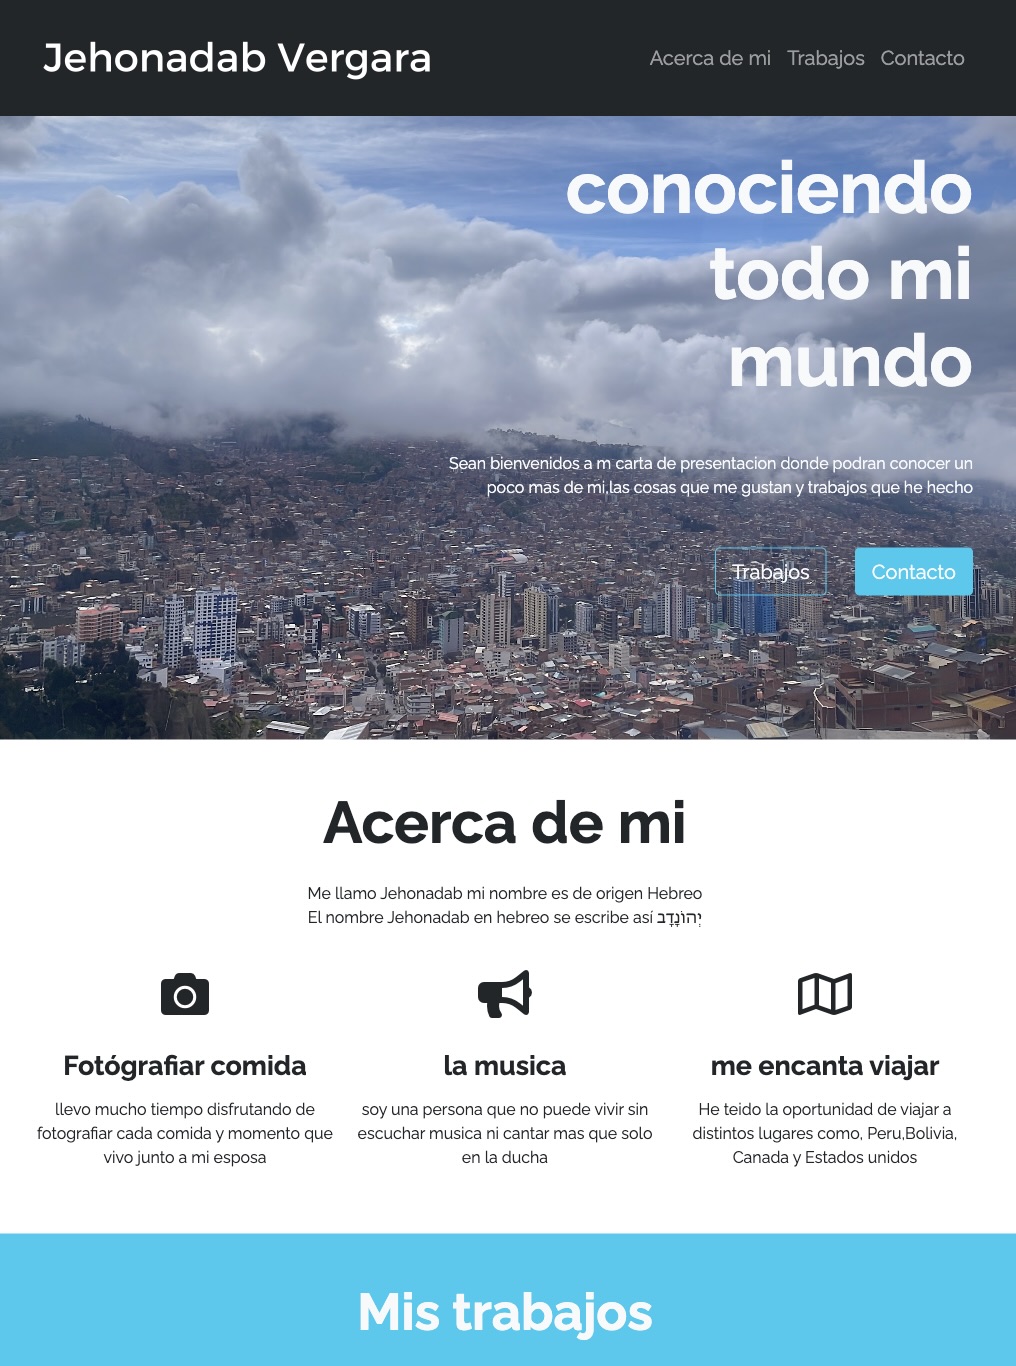 Jehonadab Vergara
Acerca de mi Trabajos Contacto
conociendo
todo mi
mundo
Sean bienvenidos a m carta de presentacion donde podran conocer un
poco mas de mi,las cosas que me gustan y trabajos que he hecho
Trabajos Contacto
Acerca de mi
Me llamo Jehonadab mi nombre es de origen Hebreo
El nombre Jehonadab en hebreo se escribe así יְהוֹנָדָב
Fotógrafiar comida
llevo mucho tiempo disfrutando de
fotografiar cada comida y momento que
vivo junto a mi esposa
la musica
soy una persona que no puede vivir sin
escuchar musica ni cantar mas que solo
en la ducha
me encanta viajar
He teido la oportunidad de viajar a
distintos lugares como, Peru,Bolivia,
Canada y Estados unidos
Mis trabajos